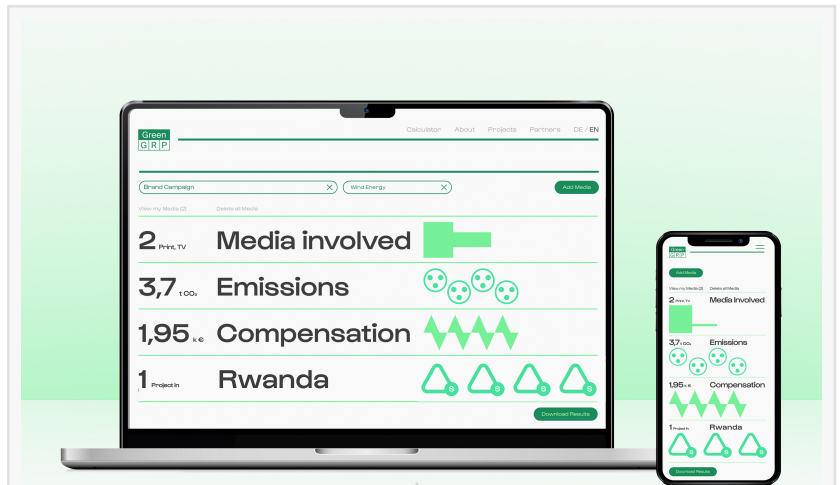 Calculator About Projects Partners DE / EN
Green
GRP
Brand Campaign
Wind Energy
Add Media
View my Media (2) Delete all Media
2 Print, TV Media involved
3,7 t CO₂ Emissions
1,95 k € Compensation
1 Project in Rwanda
S S S S
Download Results
Green
GRP
Add Media
View my Media (2) Delete all Media
2 Print, TV Media Involved
3,7 t CO₂ Emissions
1,95 k € Compensation
1 Project in Rwanda
S S S
Download Results